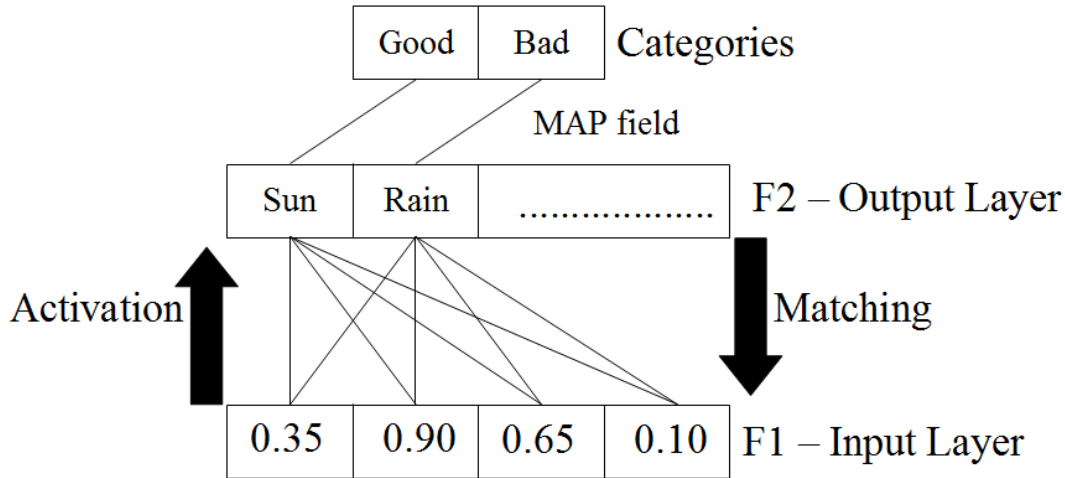 Good Bad Categories
MAP field
Sun Rain .................... F2 – Output Layer
Activation Matching
0.35 0.90 0.65 0.10 F1 – Input Layer